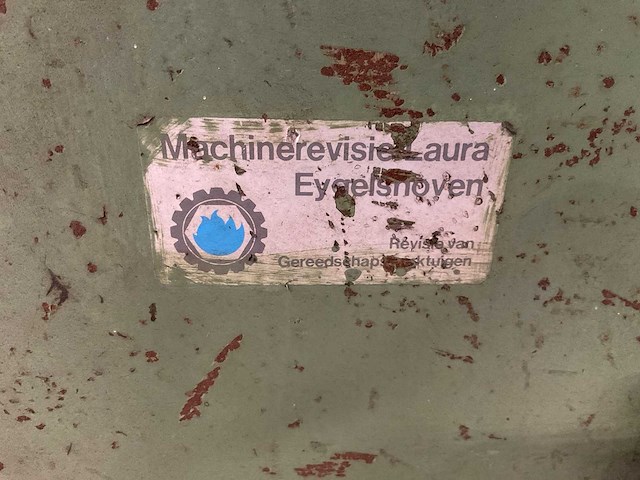 Machinerevisie Laura
Eygelshoven
Revisie van
Gereedschapswerktuigen